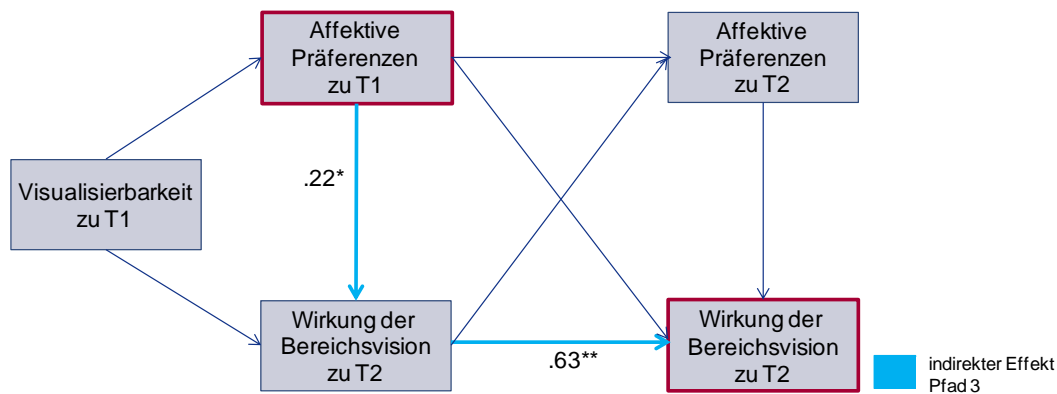 Affektive
Präferenzen
zu T1
Affektive
Präferenzen
zu T2
.22*
Visualisierbarkeit
zu T1
Wirkung der
Bereichsvision
zu T2
.63**
Wirkung der
Bereichsvision
zu T2
indirekter Effekt
Pfad 3